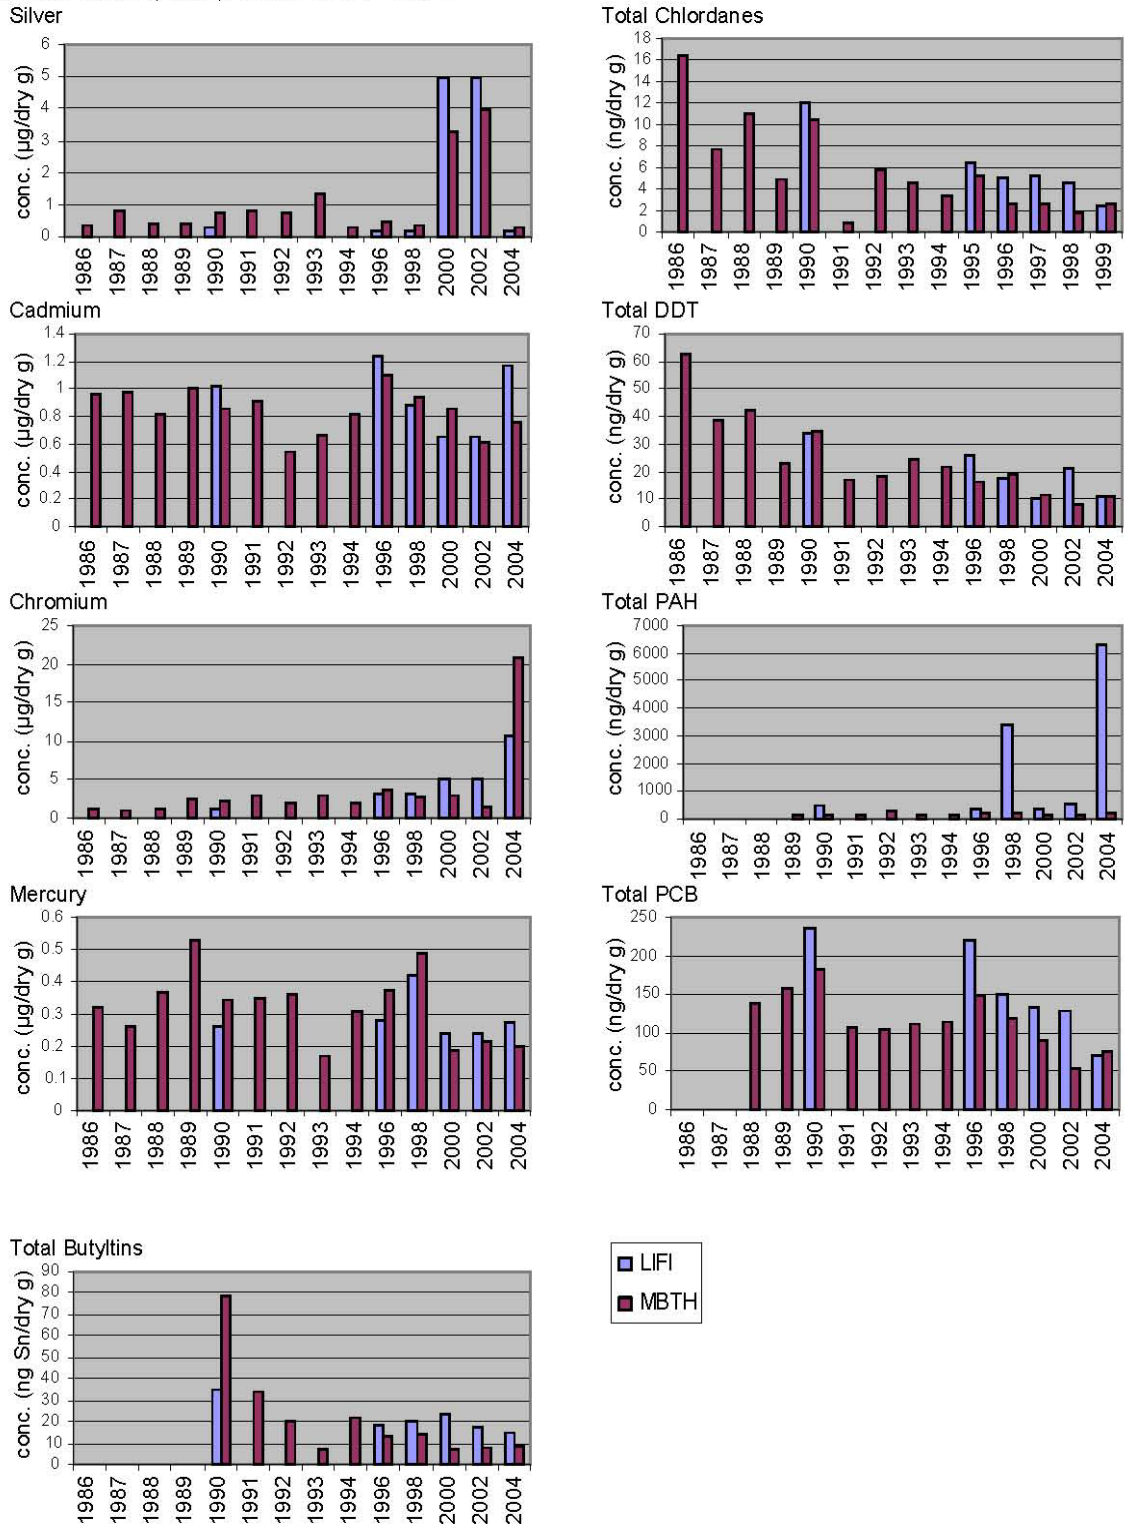 Silver
conc. (µg/dry g)
6
5
4
3
2
1
0
1986 1987 1988 1989 1990 1991 1992 1993 1994 1996 1998 2000 2002 2004
Total Chlordanes
conc. (ng/dry g)
18
16
14
12
10
8
6
4
2
0
1986 1987 1988 1989 1990 1991 1992 1993 1994 1995 1996 1997 1998 1999
Cadmium
conc. (µg/dry g)
1.4
1.2
1
0.8
0.6
0.4
0.2
0
1986 1987 1988 1989 1990 1991 1992 1993 1994 1996 1998 2000 2002 2004
Total DDT
conc. (ng/dry g)
70
60
50
40
30
20
10
0
1986 1987 1988 1989 1990 1991 1992 1993 1994 1996 1998 2000 2002 2004
Chromium
conc. (µg/dry g)
25
20
15
10
5
0
1986 1987 1988 1989 1990 1991 1992 1993 1994 1996 1998 2000 2002 2004
Total PAH
conc. (ng/dry g)
7000
6000
5000
4000
3000
2000
1000
0
1986 1987 1988 1989 1990 1991 1992 1993 1994 1996 1998 2000 2002 2004
Mercury
conc. (µg/dry g)
0.6
0.5
0.4
0.3
0.2
0.1
0
1986 1987 1988 1989 1990 1991 1992 1993 1994 1996 1998 2000 2002 2004
Total PCB
conc. (ng/dry g)
250
200
150
100
50
0
1986 1987 1988 1989 1990 1991 1992 1993 1994 1996 1998 2000 2002 2004
Total Butyltins
conc. (ng Sn/dry g)
90
80
70
60
50
40
30
20
10
0
1986 1987 1988 1989 1990 1991 1992 1993 1994 1996 1998 2000 2002 2004
LIFI
MBTH